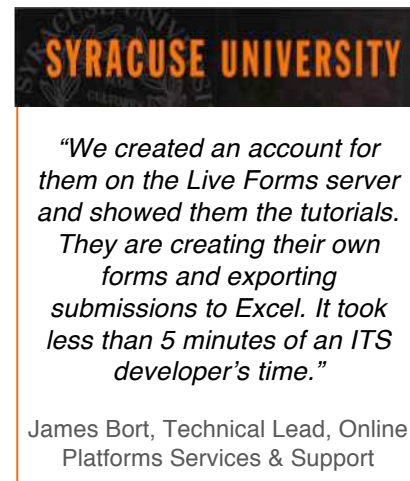 SYRACUSE UNIVERSITY
“We created an account for
them on the Live Forms server
and showed them the tutorials.
They are creating their own
forms and exporting
submissions to Excel. It took
less than 5 minutes of an ITS
developer’s time.”
James Bort, Technical Lead, Online
Platforms Services & Support